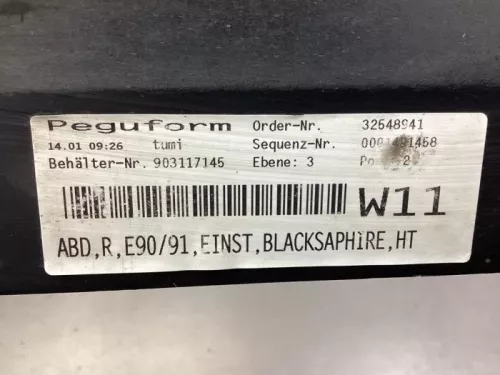 Peguform Order-Nr. 32648941
14.01 09:26 tumi Sequenz-Nr.
Behälter-Nr. 903117145 Ebene: 3
W11
ABD,R,E90/91,EINST,BLACKSAPHiRE,HT